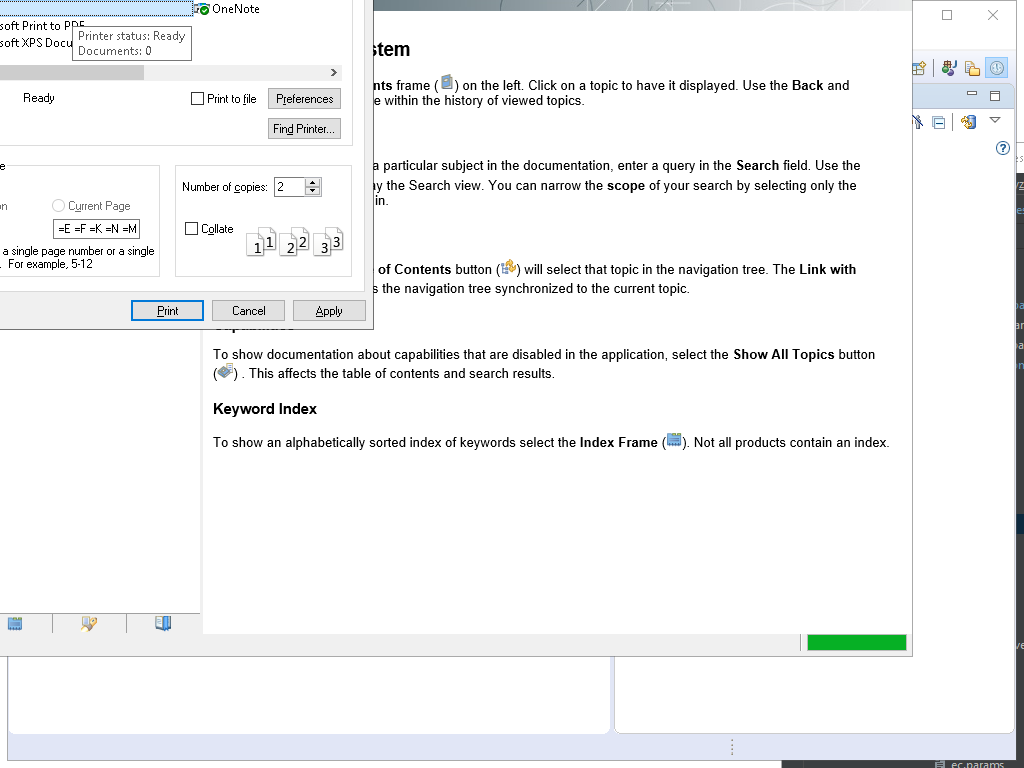 OneNote
soft Print to PDF
soft XPS Docu
Printer status: Ready
Documents: 0
Ready
Print to file
Preferences
Find Printer...
Number of copies: 2
Current Page
=E =F =K =N =M
Collate
1 1 2 2 3 3
a single page number or a single
For example, 5-12
Print
Cancel
Apply
stem
nts frame ( ) on the left. Click on a topic to have it displayed. Use the Back and
e within the history of viewed topics.
a particular subject in the documentation, enter a query in the Search field. Use the
ay the Search view. You can narrow the scope of your search by selecting only the
in.
e of Contents button ( ) will select that topic in the navigation tree. The Link with
s the navigation tree synchronized to the current topic.
To show documentation about capabilities that are disabled in the application, select the Show All Topics button
( ) . This affects the table of contents and search results.
Keyword Index
To show an alphabetically sorted index of keywords select the Index Frame ( ). Not all products contain an index.
ec.params